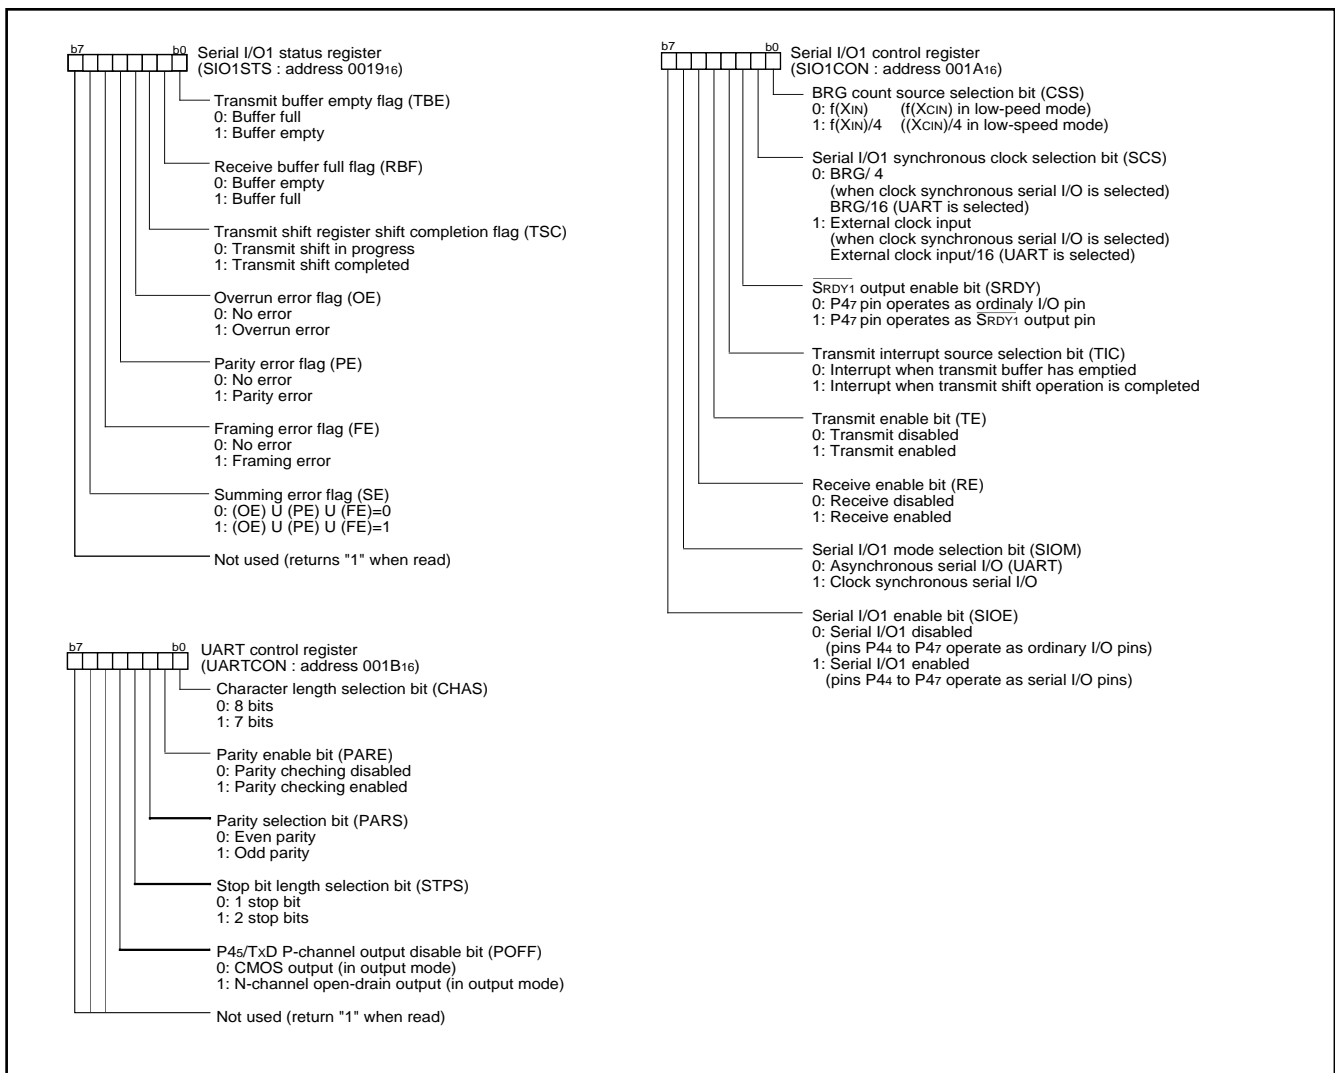 b7 b0 Serial I/O1 status register
(SIO1STS : address 001916)
Transmit buffer empty flag (TBE)
0: Buffer full
1: Buffer empty
Receive buffer full flag (RBF)
0: Buffer empty
1: Buffer full
Transmit shift register shift completion flag (TSC)
0: Transmit shift in progress
1: Transmit shift completed
Overrun error flag (OE)
0: No error
1: Overrun error
Parity error flag (PE)
0: No error
1: Parity error
Framing error flag (FE)
0: No error
1: Framing error
Summing error flag (SE)
0: (OE) U (PE) U (FE)=0
1: (OE) U (PE) U (FE)=1
Not used (returns "1" when read)
b7 b0 UART control register
(UARTCON : address 001B16)
Character length selection bit (CHAS)
0: 8 bits
1: 7 bits
Parity enable bit (PARE)
0: Parity cheching disabled
1: Parity checking enabled
Parity selection bit (PARS)
0: Even parity
1: Odd parity
Stop bit length selection bit (STPS)
0: 1 stop bit
1: 2 stop bits
P45/TXD P-channel output disable bit (POFF)
0: CMOS output (in output mode)
1: N-channel open-drain output (in output mode)
Not used (return "1" when read)
b7 b0 Serial I/O1 control register
(SIO1CON : address 001A16)
BRG count source selection bit (CSS)
0: f(XIN) (f(XCIN) in low-peed mode)
1: f(XIN)/4 ((XCIN)/4 in low-speed mode)
Serial I/O1 synchronous clock selection bit (SCS)
0: BRG/ 4
(when clock synchronous serial I/O is selected)
BRG/16 (UART is selected)
1: External clock input
(when clock synchronous serial I/O is selected)
External clock input/16 (UART is selected)
SRDY1 output enable bit (SRDY)
0: P47 pin operates as ordinaly I/O pin
1: P47 pin operates as SRDY1 output pin
Transmit interrupt source selection bit (TIC)
0: Interrupt when transmit buffer has emptied
1: Interrupt when transmit shift operation is completed
Transmit enable bit (TE)
0: Transmit disabled
1: Transmit enabled
Receive enable bit (RE)
0: Receive disabled
1: Receive enabled
Serial I/O1 mode selection bit (SIOM)
0: Asynchronous serial I/O (UART)
1: Clock synchronous serial I/O
Serial I/O1 enable bit (SIOE)
0: Serial I/O1 disabled
(pins P44 to P47 operate as ordinary I/O pins)
1: Serial I/O1 enabled
(pins P44 to P47 operate as serial I/O pins)